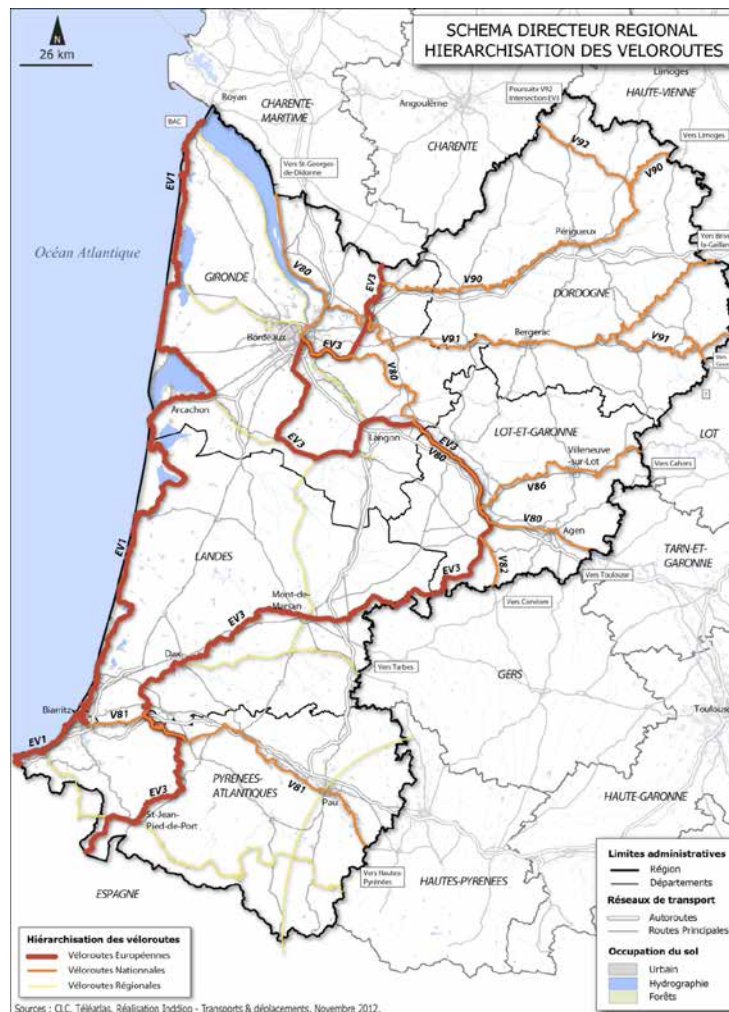 SCHEMA DIRECTEUR REGIONAL
HIERARCHISATION DES VELOROUTES
N
26 km
Royan
BAC
CHARENTE-
MARITIME
Angoulême
CHARENTE
Poursuite V92
Intersection EV3
Limoges
HAUTE-VIENNE
Vers Limoges
V92
V90
Vers St-Georges-
de-Didonne
EV1
Océan Atlantique
GIRONDE
V80
EV3
Périgueux
V90
DORDOGNE
Bordeaux
EV3
V91
Bergerac
V91
V80
Arcachon
EV3
Langon
EV3
V80
LOT-ET-GARONNE
Villeneuve
-sur-Lot
V86
LOT
Vers Cahors
V80
Agen
TARN-ET-
GARONNE
Vers Toulouse
EV1
LANDES
EV3
V82
Mont-de-
Marsan
EV3
Dax
Vers Tarbes
GERS
Biarritz
V81
EV1
EV3
PYRENEES-
ATLANTIQUES
V81
Pau
St-Jean-
Pied-de-Port
HAUTE-GARONNE
Vers Hautes-
Pyrénées
HAUTES-PYRENEES
ESPAGNE
Limites administratives
Région
Départements
Réseaux de transport
Autoroutes
Routes Principales
Occupation du sol
Urbain
Hydrographie
Forêts
Hiérarchisation des véloroutes
Véloroutes Européennes
Véloroutes Nationnales
Véloroutes Régionales
Sources : CLC, Téléatlas. Réalisation Inddigo - Transports & déplacements, Novembre 2012.